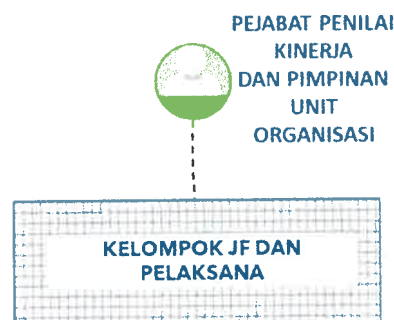 PEJABAT PENILAI
KINERJA
DAN PIMPINAN
UNIT
ORGANISASI
KELOMPOK JF DAN
PELAKSANA